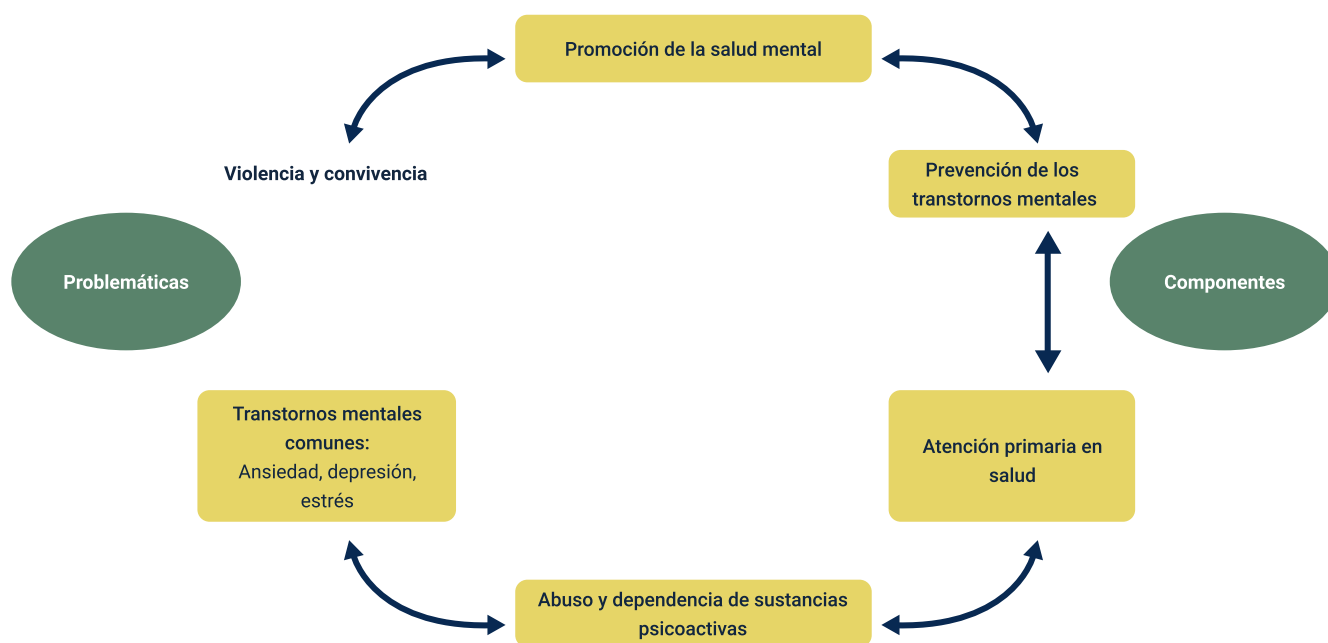 Promoción de la salud mental
Violencia y convivencia
Prevención de los
transtornos mentales
Problemáticas
Componentes
Transtornos mentales
comunes:
Ansiedad, depresión,
estrés
Atención primaria en
salud
Abuso y dependencia de sustancias
psicoactivas